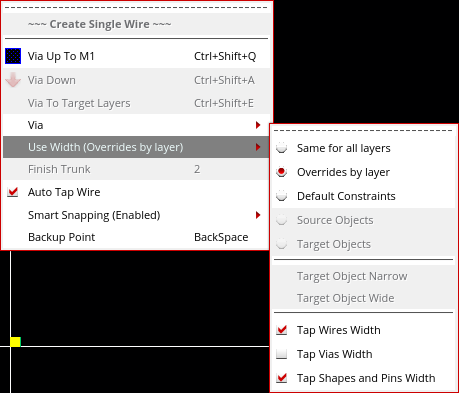 ~~~ Create Single Wire ~~~
Via Up To M1 Ctrl+Shift+Q
Via Down Ctrl+Shift+A
Via To Target Layers Ctrl+Shift+E
Via
Use Width (Overrides by layer)
Finish Trunk 2
Auto Tap Wire
Smart Snapping (Enabled)
Backup Point BackSpace
Same for all layers
Overrides by layer
Default Constraints
Source Objects
Target Objects
Target Object Narrow
Target Object Wide
Tap Wires Width
Tap Vias Width
Tap Shapes and Pins Width